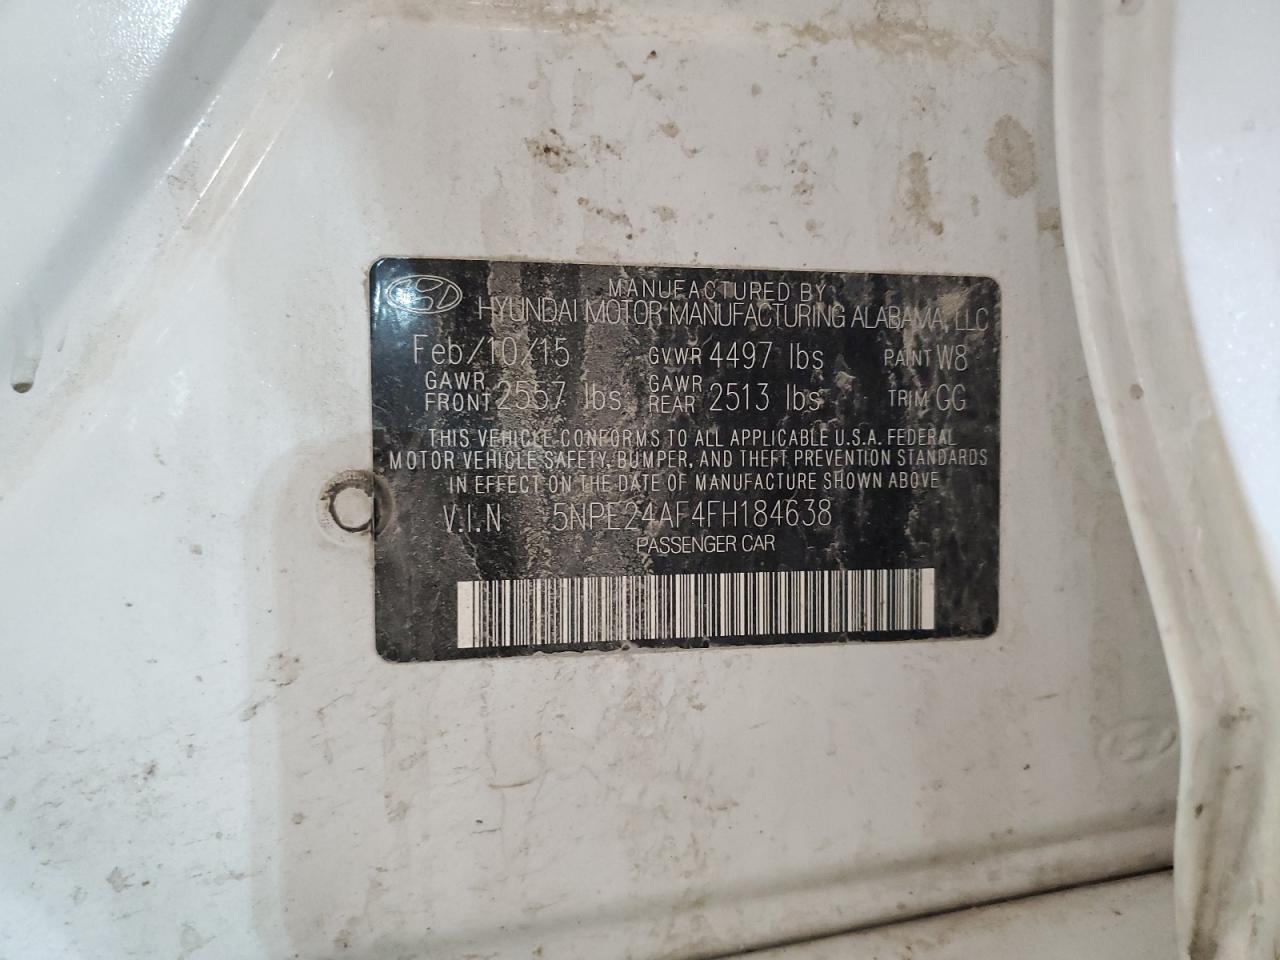 MANUFACTURED BY
HYUNDAI MOTOR MANUFACTURING ALABAMA, LLC
Feb/10/15 GVWR 4497 lbs PAINT W8
GAWR FRONT 2557 lbs GAWR REAR 2513 lbs TRIM GG
THIS VEHICLE CONFORMS TO ALL APPLICABLE U.S.A. FEDERAL
MOTOR VEHICLE SAFETY, BUMPER, AND THEFT PREVENTION STANDARDS
IN EFFECT ON THE DATE OF MANUFACTURE SHOWN ABOVE
V.I.N 5NPE24AF4FH184638
PASSENGER CAR